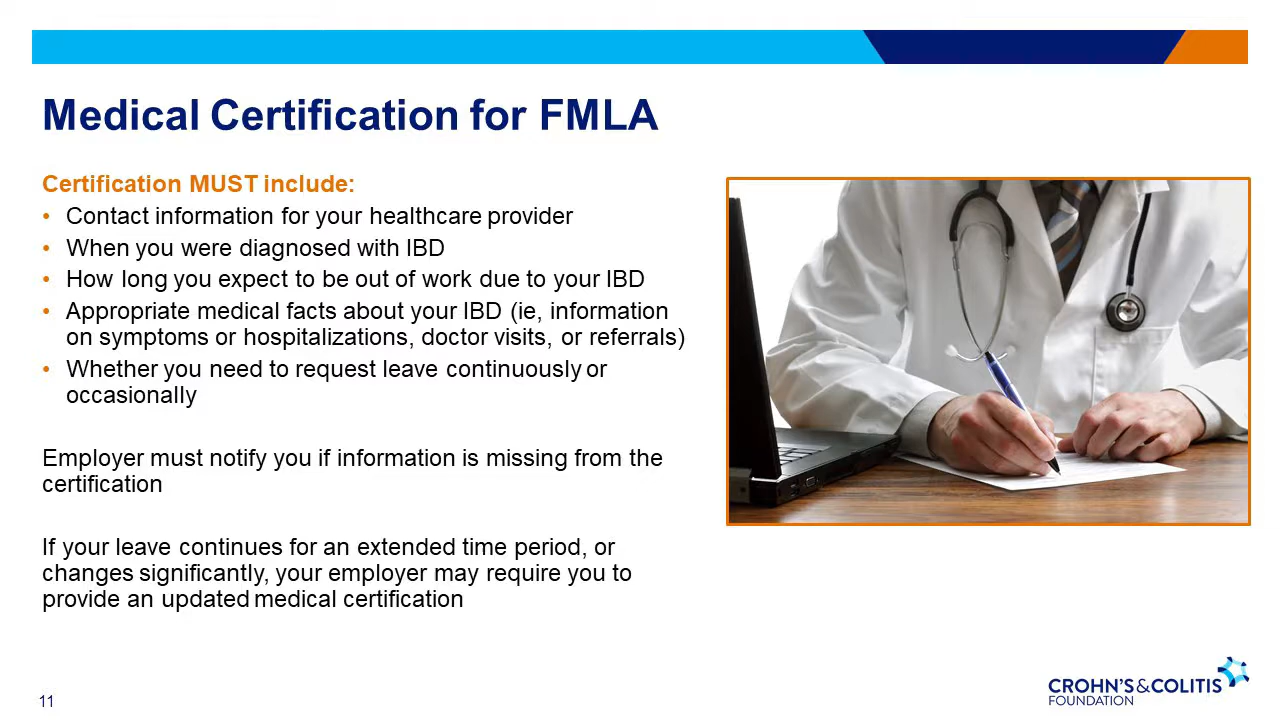 Medical Certification for FMLA
Certification MUST include:
• Contact information for your healthcare provider
• When you were diagnosed with IBD
• How long you expect to be out of work due to your IBD
• Appropriate medical facts about your IBD (ie, information
on symptoms or hospitalizations, doctor visits, or referrals)
• Whether you need to request leave continuously or
occasionally
Employer must notify you if information is missing from the
certification
If your leave continues for an extended time period, or
changes significantly, your employer may require you to
provide an updated medical certification
11
CROHN'S & COLITIS
FOUNDATION